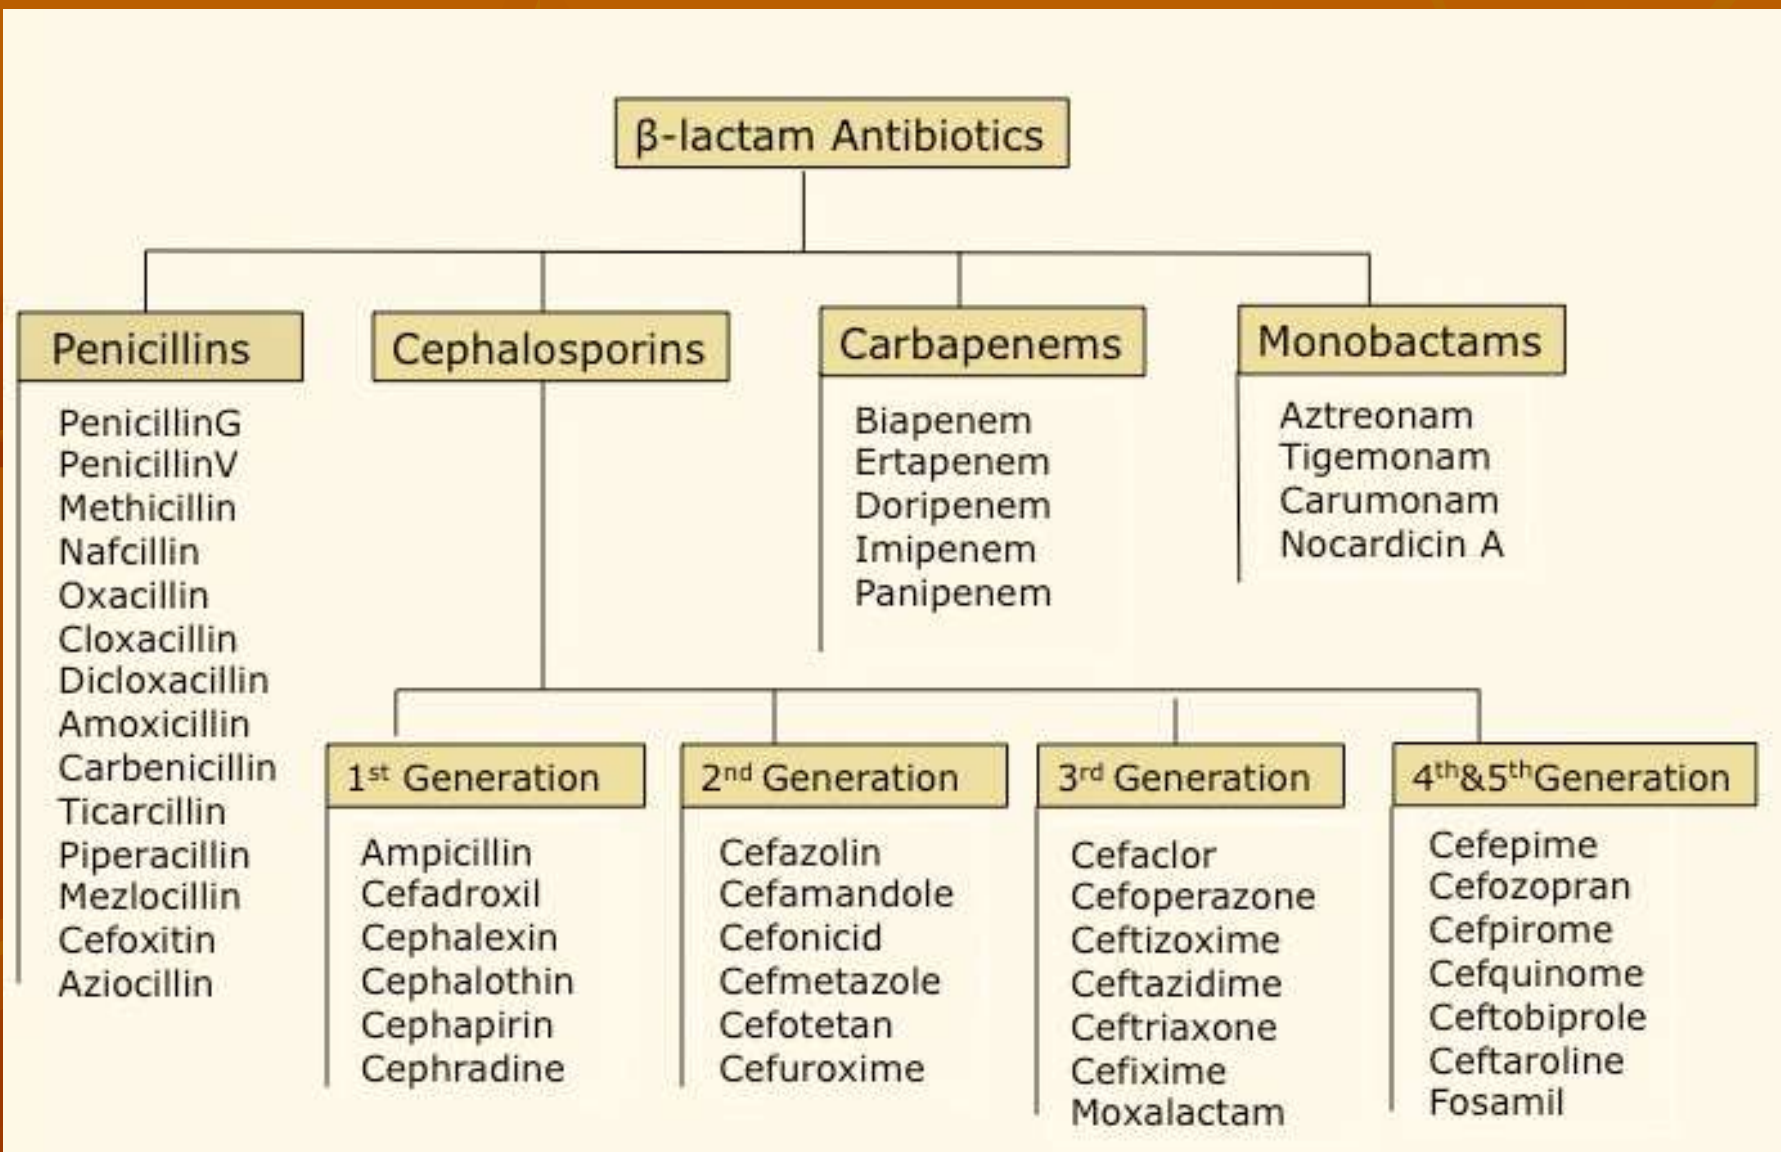 β-lactam Antibiotics
Penicillins
PenicillinG
PenicillinV
Methicillin
Nafcillin
Oxacillin
Cloxacillin
Dicloxacillin
Amoxicillin
Carbenicillin
Ticarcillin
Piperacillin
Mezlocillin
Cefoxitin
Aziocillin
Cephalosporins
1st Generation
Ampicillin
Cefadroxil
Cephalexin
Cephalothin
Cephapirin
Cephradine
2nd Generation
Cefazolin
Cefamandole
Cefonicid
Cefmetazole
Cefotetan
Cefuroxime
3rd Generation
Cefaclor
Cefoperazone
Ceftizoxime
Ceftazidime
Ceftriaxone
Cefixime
Moxalactam
4th&5thGeneration
Cefepime
Cefozopran
Cefpirome
Cefquinome
Ceftobiprole
Ceftaroline
Fosamil
Carbapenems
Biapenem
Ertapenem
Doripenem
Imipenem
Panipenem
Monobactams
Aztreonam
Tigemonam
Carumonam
Nocardicin A